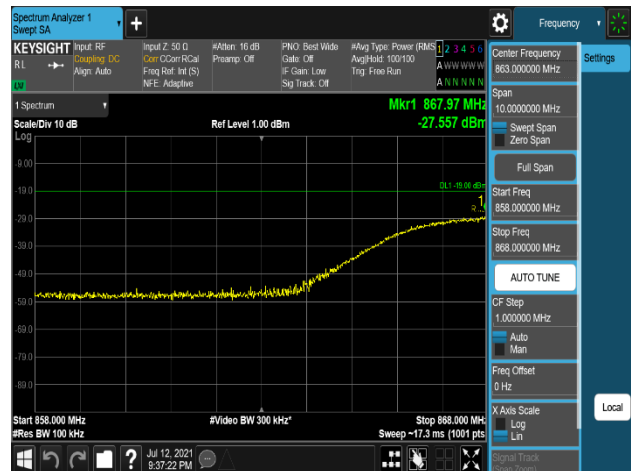 Spectrum Analyzer 1
Swept SA
Frequency
KEYSIGHT
RL
Input: RF
Coupling: DC
Align: Auto
Input Z: 50 Ω
Corr CCorr RCal
Freq Ref: Int (S)
NFE: Adaptive
#Atten: 16 dB
Preamp: Off
PNO: Best Wide
Gate: Off
IF Gain: Low
Sig Track: Off
#Avg Type: Power (RMS
Avg|Hold: 100/100
Trig: Free Run
1 2 3 4 5 6
A W W W W W
A N N N N N
1 Spectrum
Scale/Div 10 dB
Ref Level 1.00 dBm
Mkr1 867.97 MHz
-27.557 dBm
Log
-9.00
-19.0
-29.0
-39.0
-49.0
-59.0
-69.0
-79.0
-89.0
DL1 -19.00 dBm
1
Start 858.000 MHz
#Res BW 100 kHz
#Video BW 300 kHz*
Stop 868.000 MHz
Sweep ~17.3 ms (1001 pts
Jul 12, 2021
9:37:22 PM
Center Frequency
863.000000 MHz
Settings
Span
10.0000000 MHz
Swept Span
Zero Span
Full Span
Start Freq
858.000000 MHz
Stop Freq
868.000000 MHz
AUTO TUNE
CF Step
1.000000 MHz
Auto
Man
Freq Offset
0 Hz
X Axis Scale
Log
Lin
Local
Signal Track
(Span Zoom)